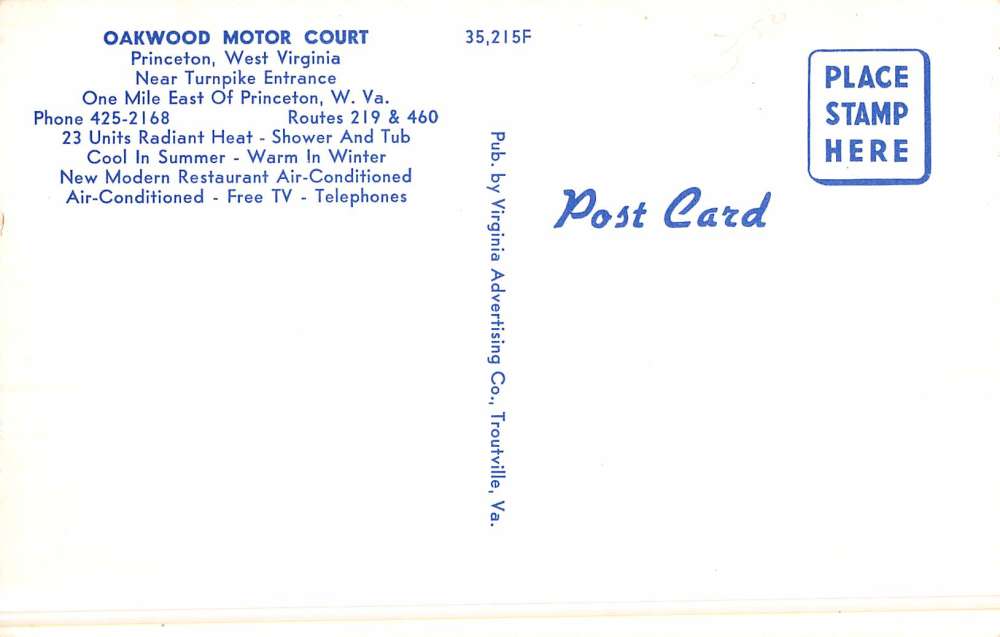 OAKWOOD MOTOR COURT
Princeton, West Virginia
Near Turnpike Entrance
One Mile East Of Princeton, W. Va.
Phone 425-2168 Routes 219 & 460
23 Units Radiant Heat - Shower And Tub
Cool In Summer - Warm In Winter
New Modern Restaurant Air-Conditioned
Air-Conditioned - Free TV - Telephones
35,215F
Pub. by Virginia Advertising Co., Troutville, Va.
PLACE
STAMP
HERE
Post Card